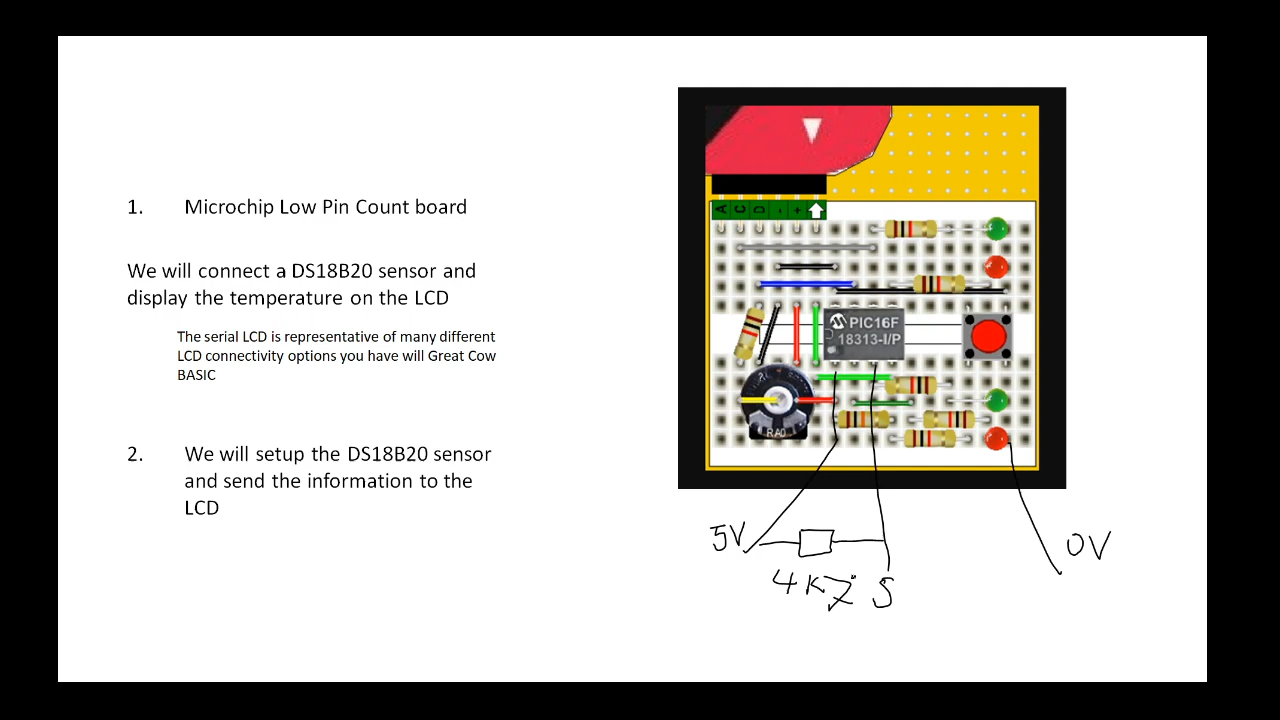 1. Microchip Low Pin Count board
We will connect a DS18B20 sensor and
display the temperature on the LCD
The serial LCD is representative of many different
LCD connectivity options you have will Great Cow
BASIC
2. We will setup the DS18B20 sensor
and send the information to the
LCD
A C D - +
PIC16F
18313-I/P
RA0
5V
0V
4K7 S